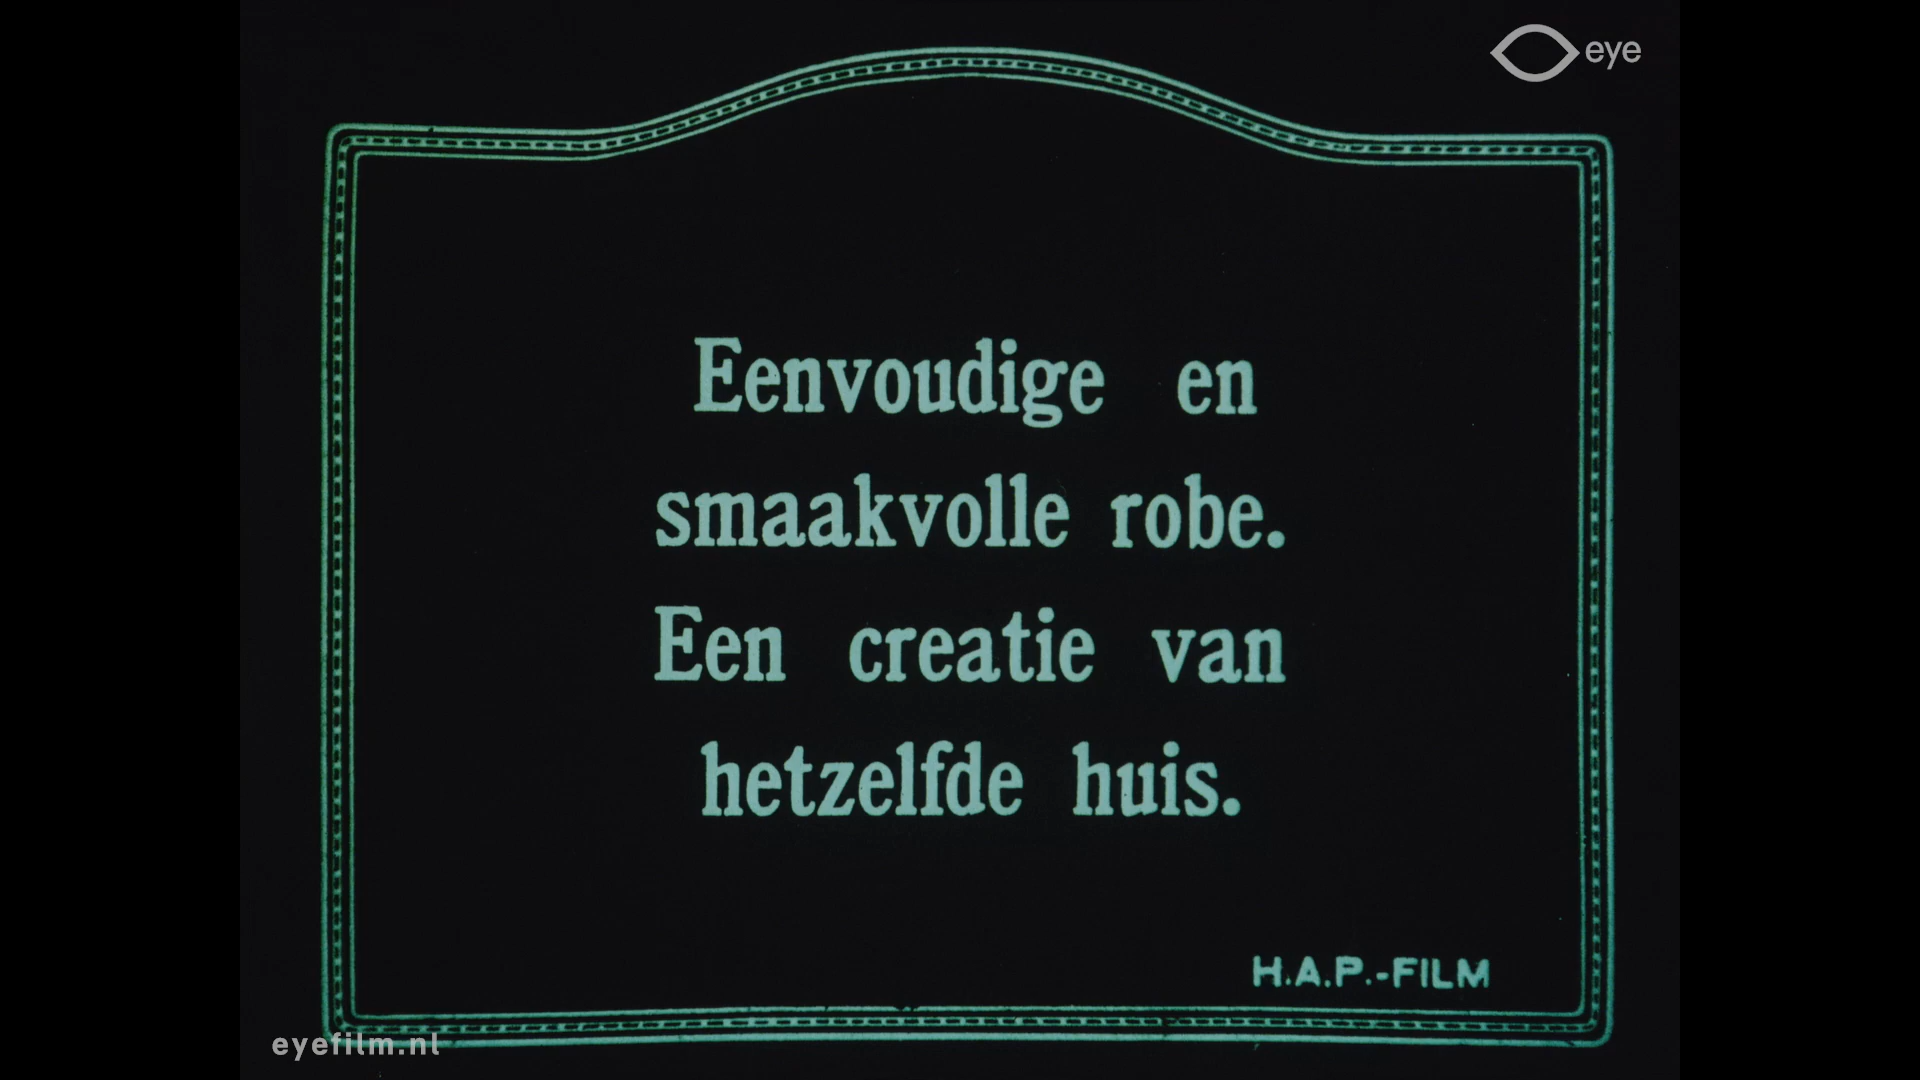 eye
Eenvoudige en
smaakvolle robe.
Een creatie van
hetzelfde huis.
H.A.P.-FILM
eyefilm.nl